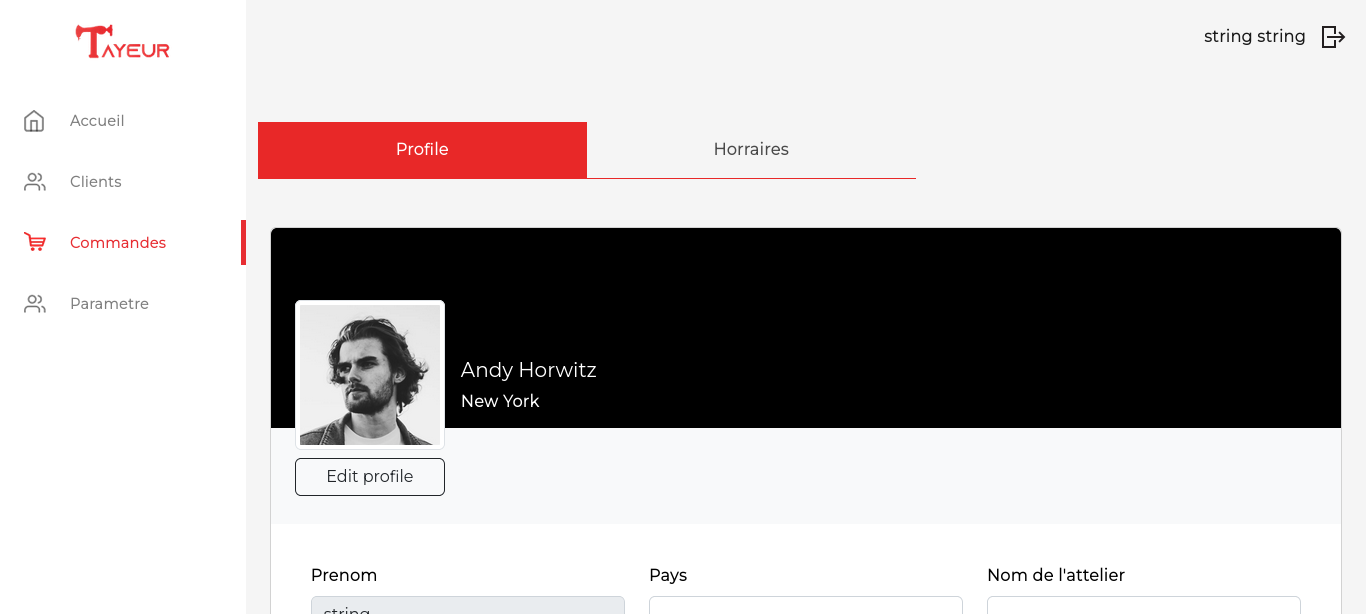 TAYEUR
string string
Accueil
Clients
Commandes
Parametre
Profile
Horraires
Andy Horwitz
New York
Edit profile
Prenom
Pays
Nom de l'attelier
string